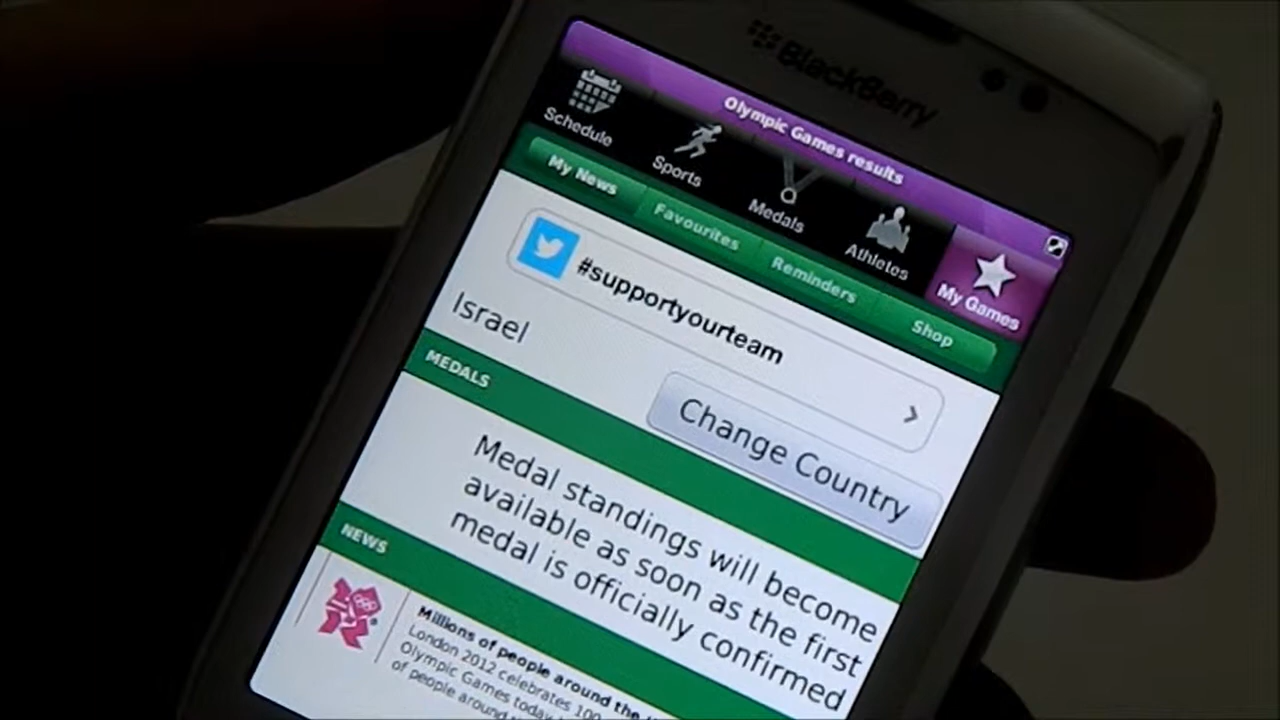 BlackBerry
Olympic Games results
Schedule
Sports
Medals
Athletes
My Games
My News
Favourites
Reminders
Shop
#supportyourteam
Israel
Change Country
MEDALS
Medal standings will become
available as soon as the first
medal is officially confirmed
NEWS
Millions of people around the
London 2012 celebrates 100
Olympic Games today
of people around